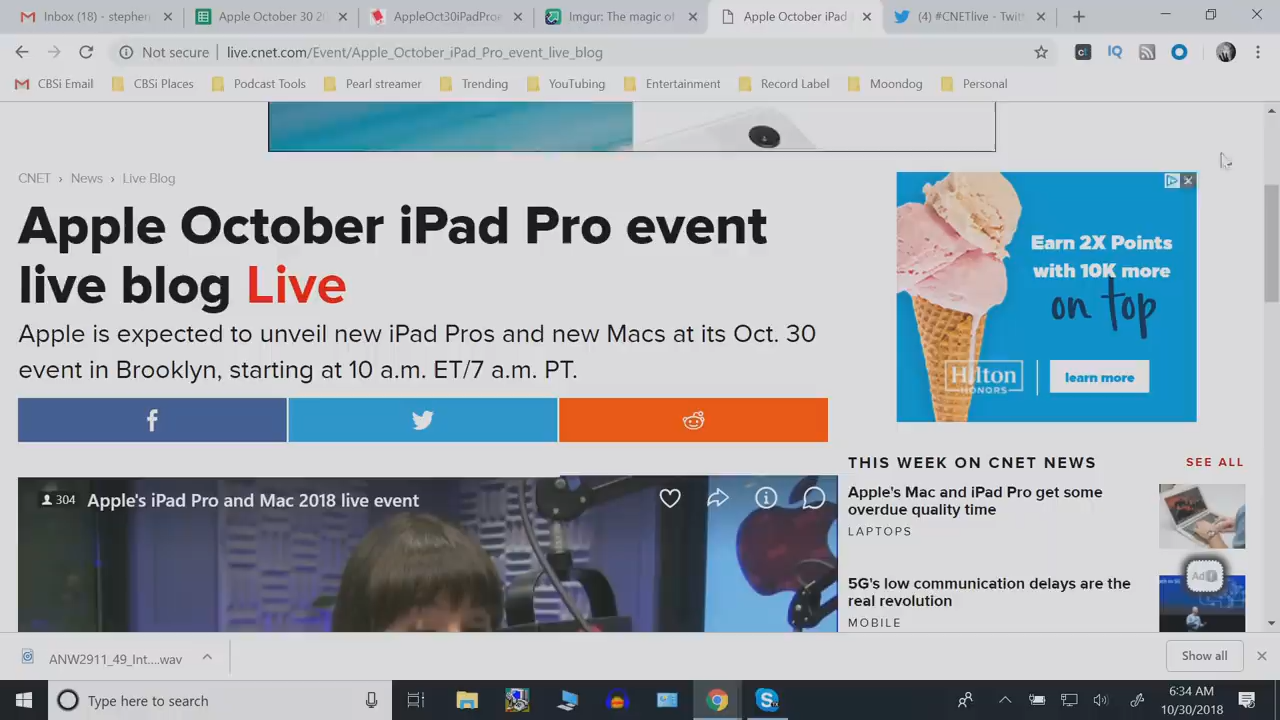 Inbox (18) - stephen
Apple October 30 2
AppleOct30iPadPro
Imgur: The magic of
Apple October iPad
(4) #CNETlive - Twitt
Not secure
live.cnet.com/Event/Apple_October_iPad_Pro_event_live_blog
CBSi Email
CBSi Places
Podcast Tools
Pearl streamer
Trending
YouTubing
Entertainment
Record Label
Moondog
Personal
CNET › News › Live Blog
Apple October iPad Pro event
live blog Live
Apple is expected to unveil new iPad Pros and new Macs at its Oct. 30
event in Brooklyn, starting at 10 a.m. ET/7 a.m. PT.
304 Apple's iPad Pro and Mac 2018 live event
Earn 2X Points
with 10K more
on top
Hilton
HONORS
learn more
THIS WEEK ON CNET NEWS
SEE ALL
Apple's Mac and iPad Pro get some
overdue quality time
LAPTOPS
5G's low communication delays are the
real revolution
MOBILE
Ad
ANW2911_49_Int....wav
Show all
Type here to search
6:34 AM
10/30/2018